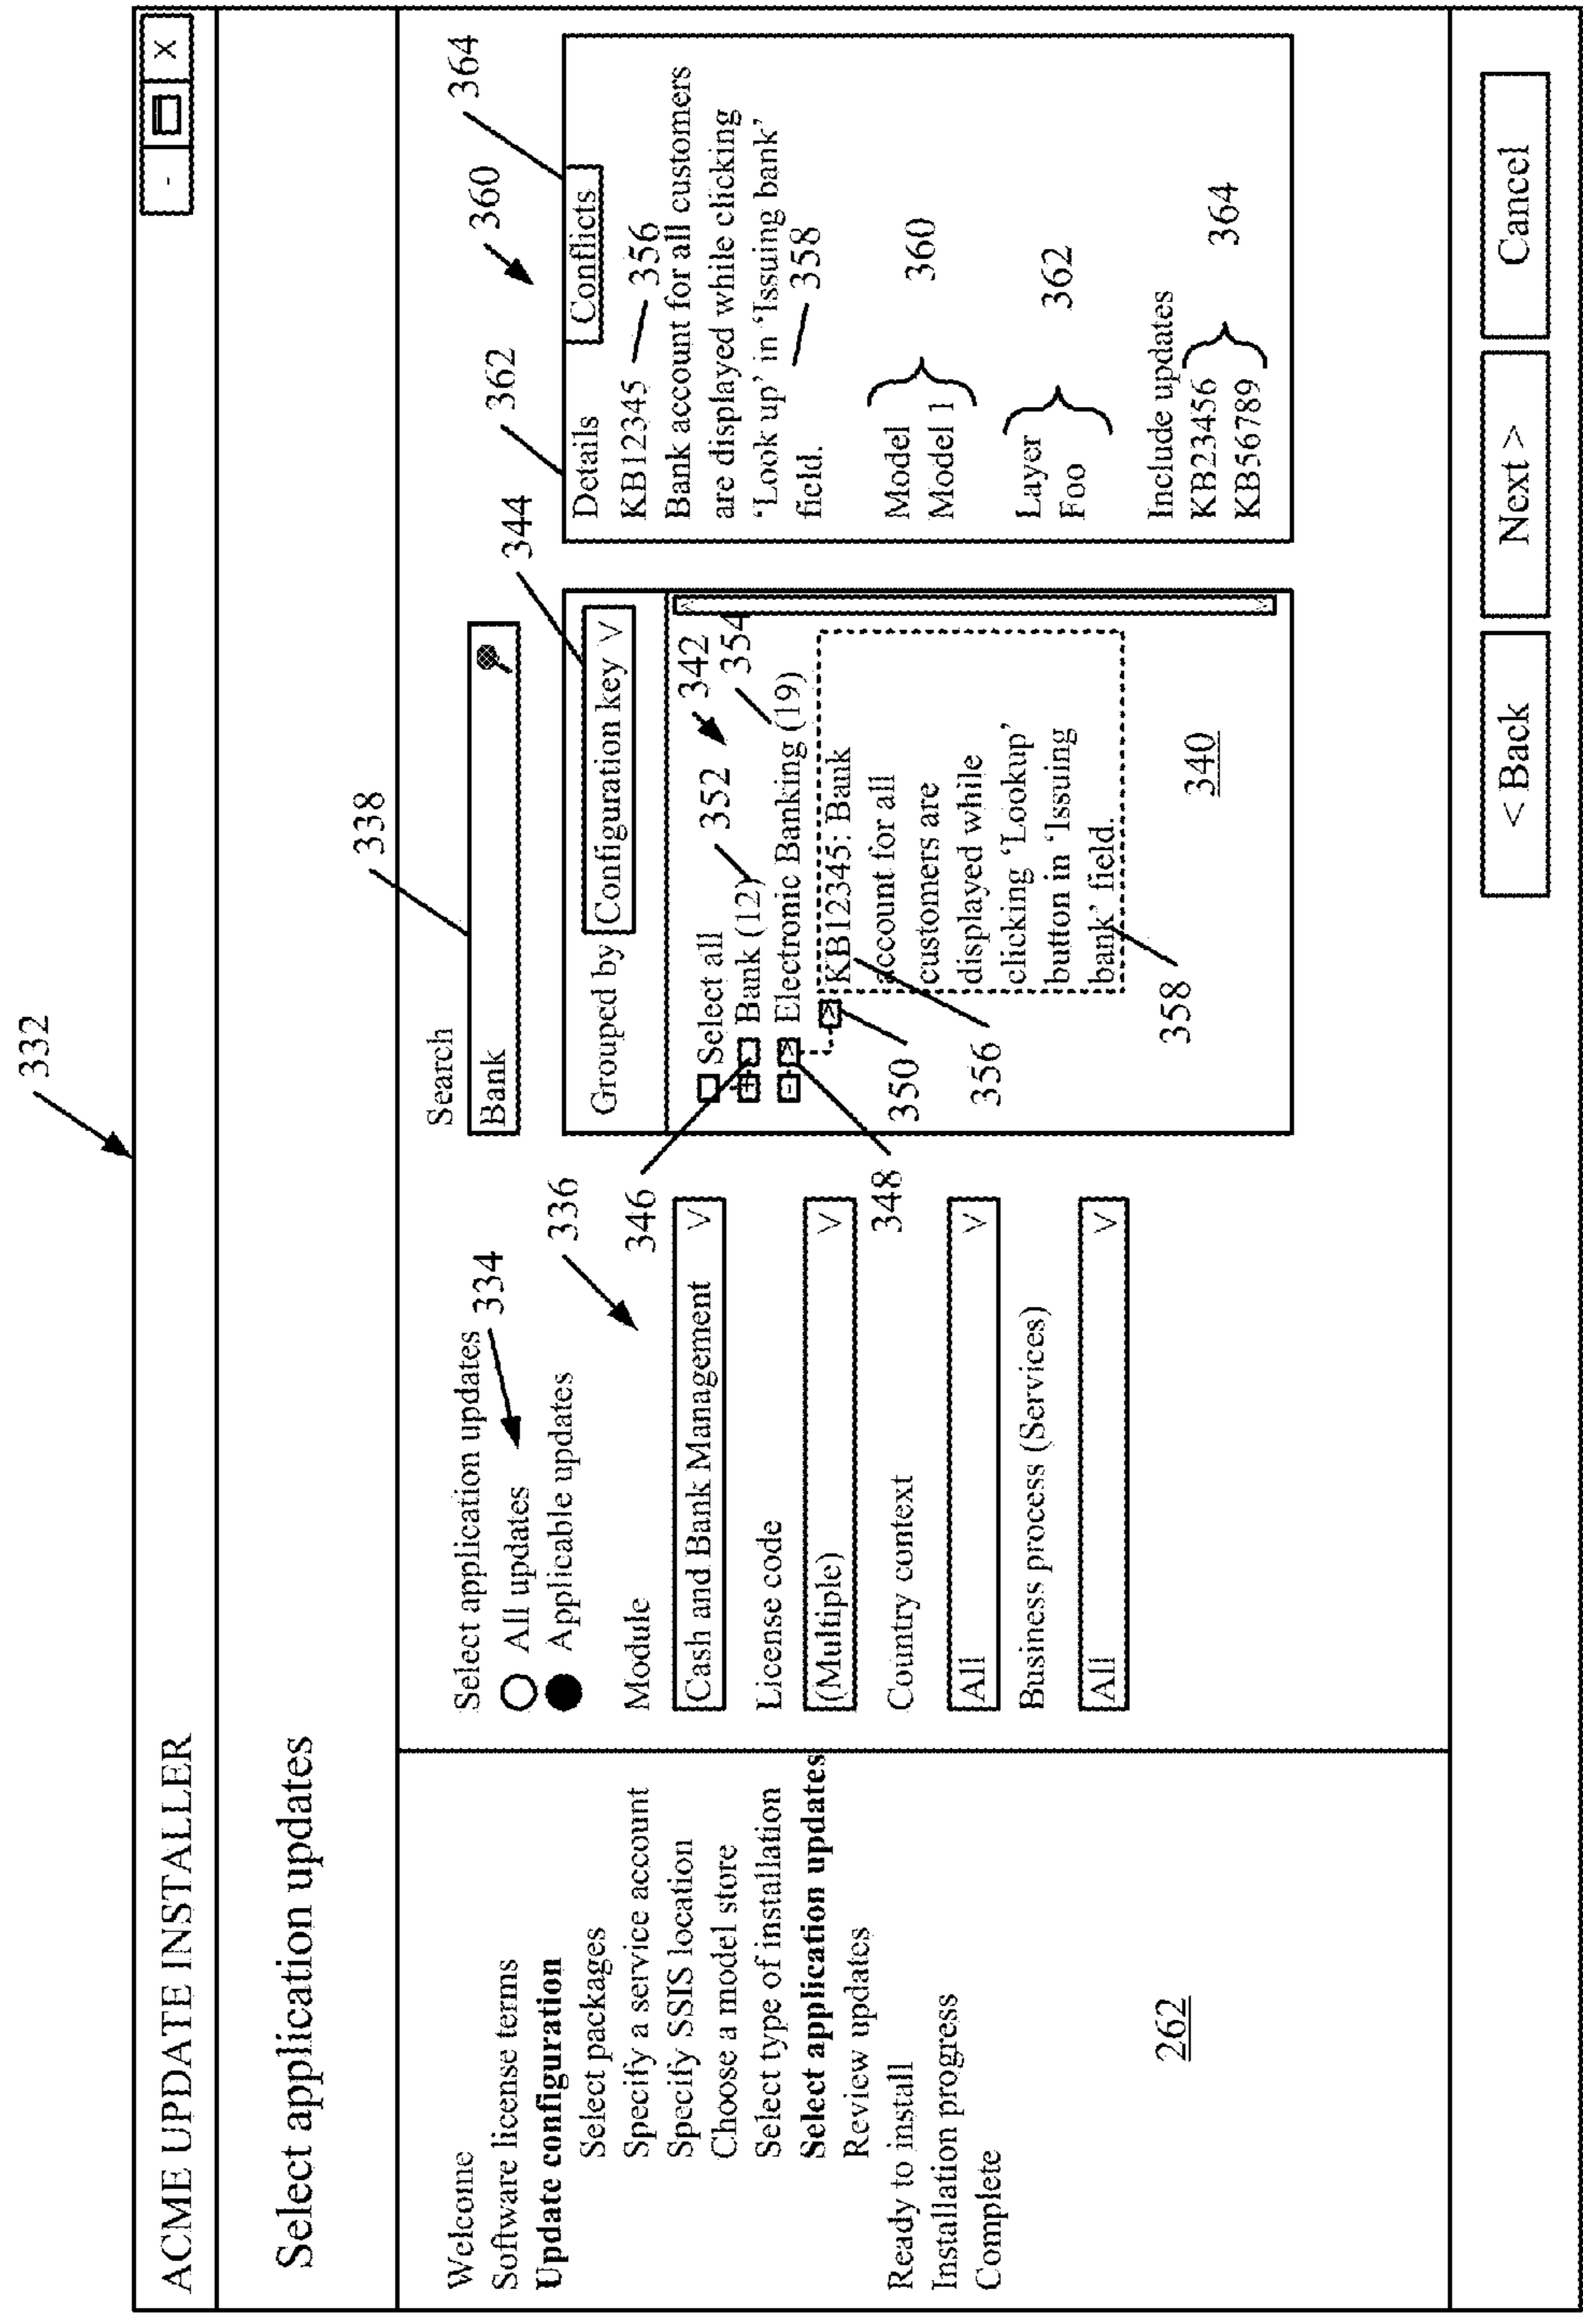 332
ACME UPDATE INSTALLER
- X
Select application updates
Welcome
Software license terms
Update configuration
Select packages
Specify a service account
Specify SSIS location
Choose a model store
Select type of installation
Select application updates
Review updates
Ready to install
Installation progress
Complete
262
Select application updates
334
All updates
Applicable updates
336
Module
Cash and Bank Management V
License code
(Multiple) V
Country context
All V
Business process (Services)
All V
338
Search
Bank
344
Grouped by Configuration key V
Select all
352
342
+ Bank (12)
354
- > Electronic Banking (19)
> KB12345: Bank
account for all
customers are
displayed while
clicking ‘Lookup’
button in ‘Issuing
bank’ field.
346
348
350
356
358
340
362
360
364
Details
Conflicts
KB12345
356
Bank account for all customers
are displayed while clicking
‘Look up’ in ‘Issuing bank’
field.
358
Model
Model 1
360
Layer
Foo
362
Include updates
KB23456
KB56789
364
< Back
Next >
Cancel